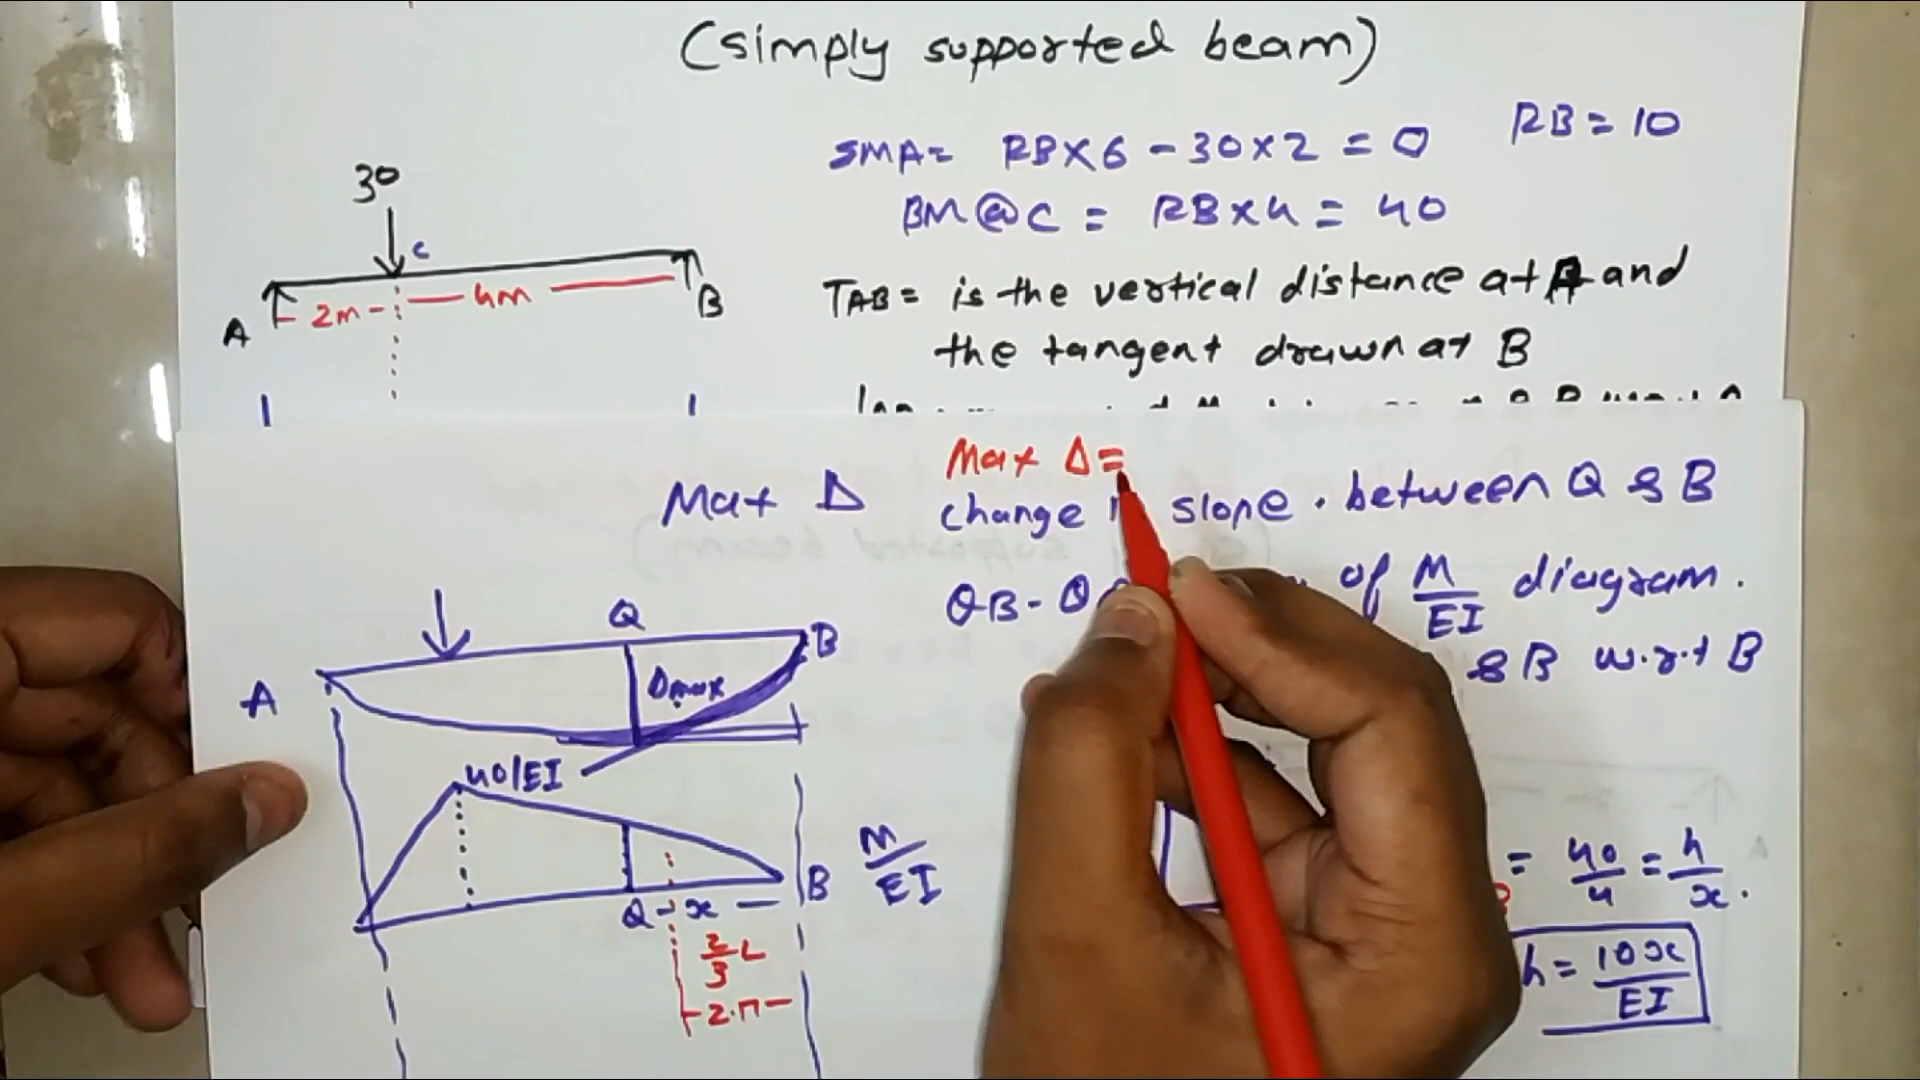 (simply supported beam)
ΣMA= RB×6 - 30×2 = 0
RB = 10
BM@C = RB×4 = 40
30
C
A
2m
4m
B
TAB = is the vertical distance at A and
the tangent drawn at B
Max Δ=
Max Δ
change slope. between Q & B
θB - θ of M/EI diagram.
& B w.r.t B
Q
B
A
Δmax
40/EI
M/EI
Q
x
B
2/3 L
= 40/4 = h/x.
h = 10x/EI